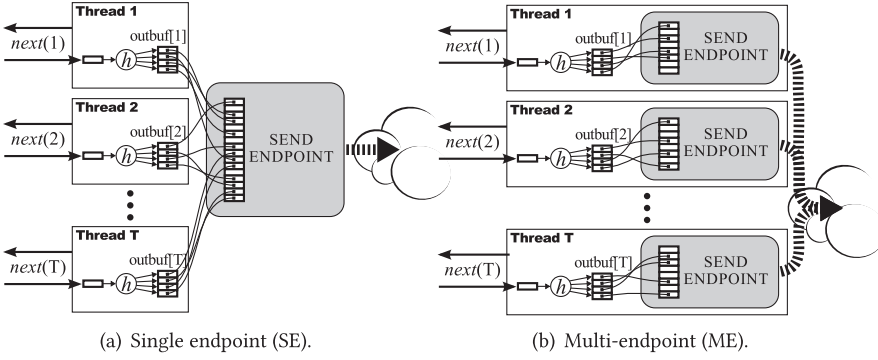 Thread 1
outbuf[1]
next(1)
h
Thread 2
outbuf[2]
next(2)
h
SEND
ENDPOINT
Thread T
outbuf[T]
next(T)
h
(a) Single endpoint (SE).
Thread 1
outbuf[1]
next(1)
h
SEND
ENDPOINT
Thread 2
outbuf[2]
next(2)
h
SEND
ENDPOINT
Thread T
outbuf[T]
next(T)
h
SEND
ENDPOINT
(b) Multi-endpoint (ME).